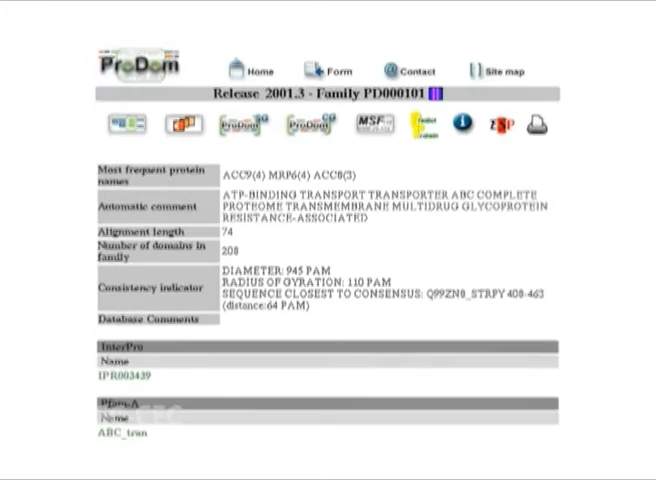 ProDom
Home Form Contact Site map
Release 2001.3 - Family PD000101
ProDom SG ProDom CG MSF
Most frequent protein names ACC9(4) MRP6(4) ACC8(3)
Automatic comment ATP-BINDING TRANSPORT TRANSPORTER ABC COMPLETE
PROTEOME TRANSMEMBRANE MULTIDRUG GLYCOPROTEIN
RESISTANCE-ASSOCIATED
Alignment length 74
Number of domains in family 208
Consistency indicator DIAMETER: 945 PAM
RADIUS OF GYRATION: 110 PAM
SEQUENCE CLOSEST TO CONSENSUS: Q99ZN8_STRPY 408-463
(distance:64 PAM)
Database Comments
InterPro
Name
IPR003439
Pfam-A
Name
ABC_tran